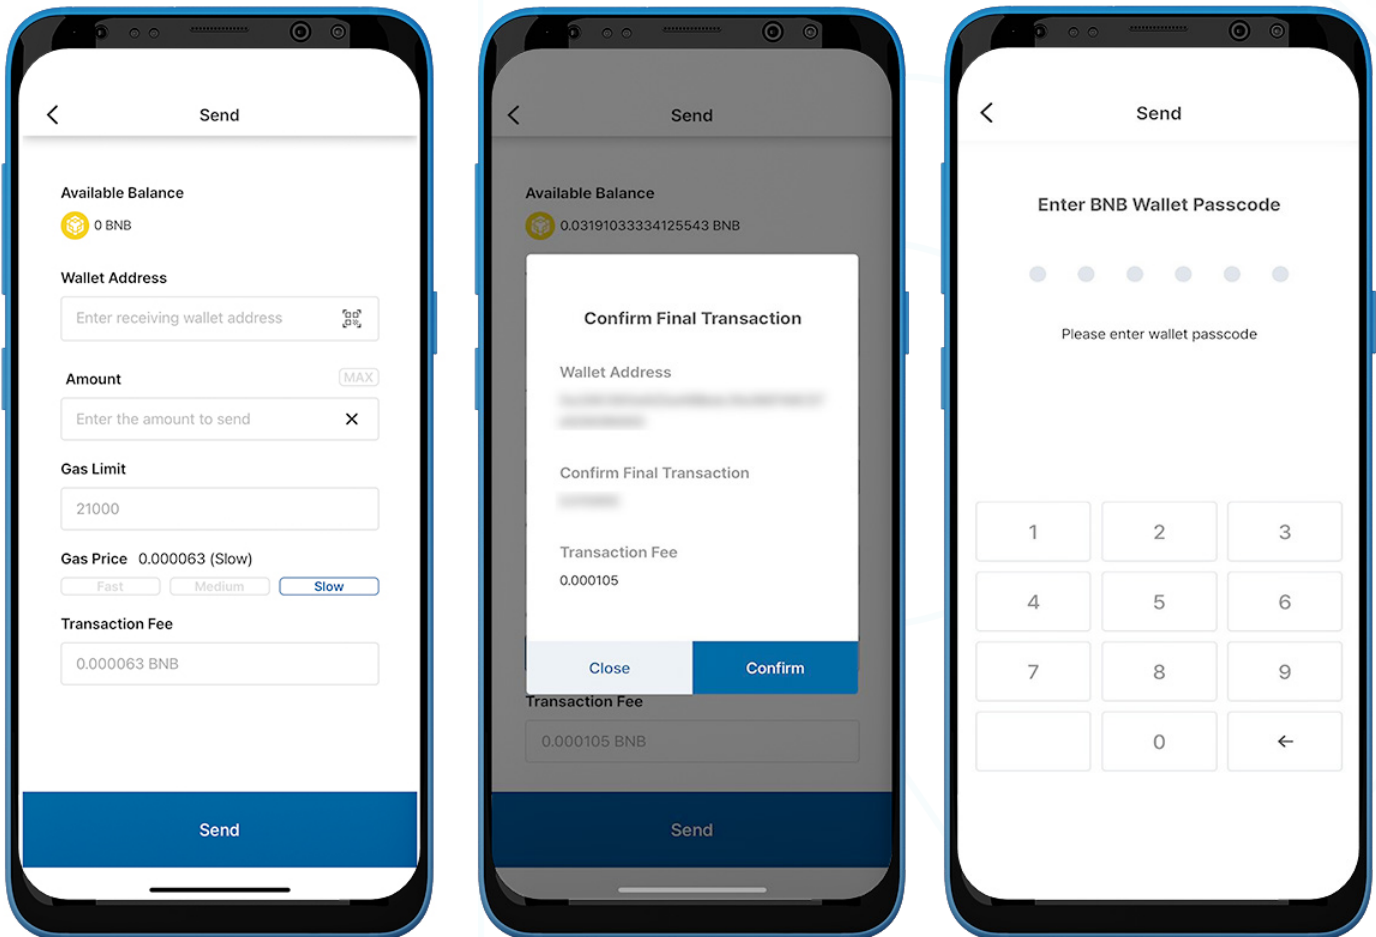 Send
Available Balance
0 BNB
Wallet Address
Enter receiving wallet address
Amount
MAX
Enter the amount to send
Gas Limit
21000
Gas Price 0.000063 (Slow)
Fast Medium Slow
Transaction Fee
0.000063 BNB
Send
Send
Available Balance
0.03191033334125543 BNB
Confirm Final Transaction
Wallet Address
Confirm Final Transaction
Transaction Fee
0.000105
Close Confirm
Transaction Fee
0.000105 BNB
Send
Send
Enter BNB Wallet Passcode
Please enter wallet passcode
1 2 3
4 5 6
7 8 9
0